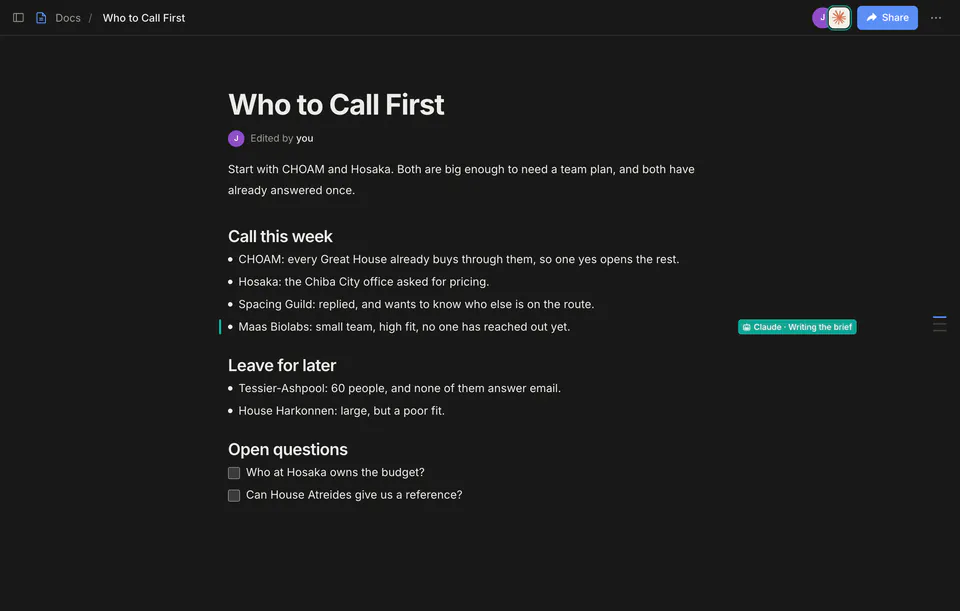 Docs / Who to Call First
J
Share
Who to Call First
J Edited by you
Start with CHOAM and Hosaka. Both are big enough to need a team plan, and both have
already answered once.
Call this week
• CHOAM: every Great House already buys through them, so one yes opens the rest.
• Hosaka: the Chiba City office asked for pricing.
• Spacing Guild: replied, and wants to know who else is on the route.
• Maas Biolabs: small team, high fit, no one has reached out yet.
Claude · Writing the brief
Leave for later
• Tessier-Ashpool: 60 people, and none of them answer email.
• House Harkonnen: large, but a poor fit.
Open questions
Who at Hosaka owns the budget?
Can House Atreides give us a reference?